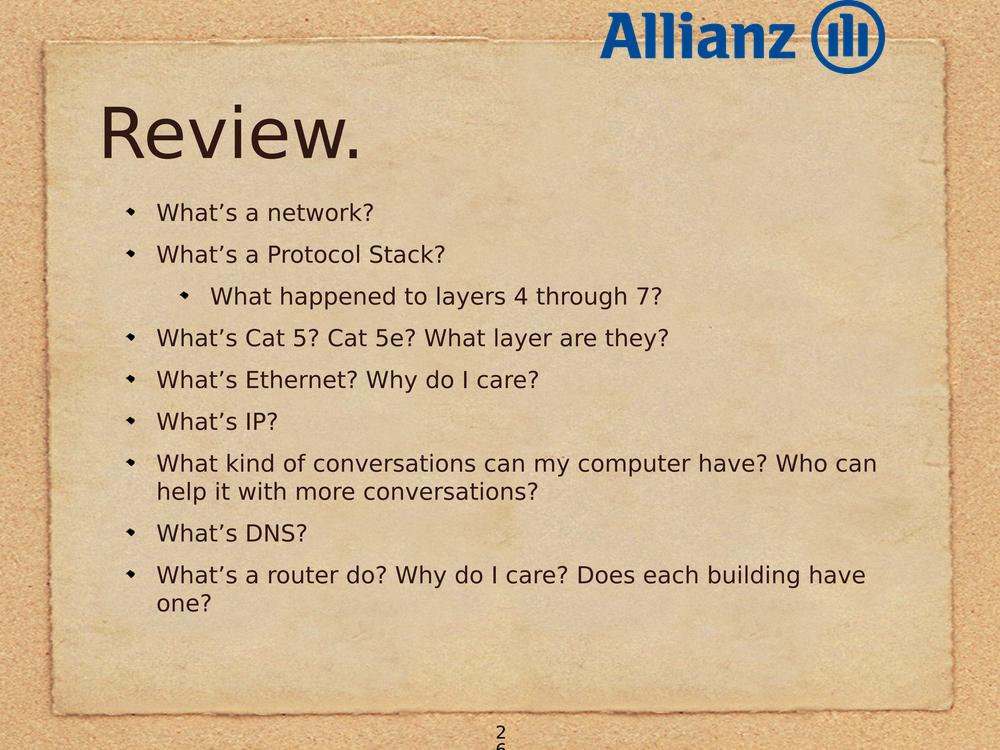 Allianz
Review.
What’s a network?
What’s a Protocol Stack?
What happened to layers 4 through 7?
What’s Cat 5? Cat 5e? What layer are they?
What’s Ethernet? Why do I care?
What’s IP?
What kind of conversations can my computer have? Who can
help it with more conversations?
What’s DNS?
What’s a router do? Why do I care? Does each building have
one?
2
6